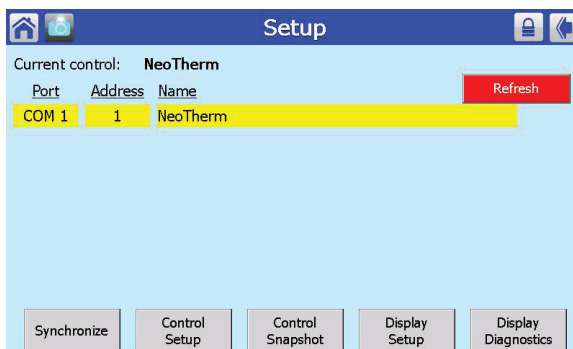 Setup
Current control: NeoTherm
Port Address Name
Refresh
COM 1 1 NeoTherm
Synchronize
Control
Setup
Control
Snapshot
Display
Setup
Display
Diagnostics